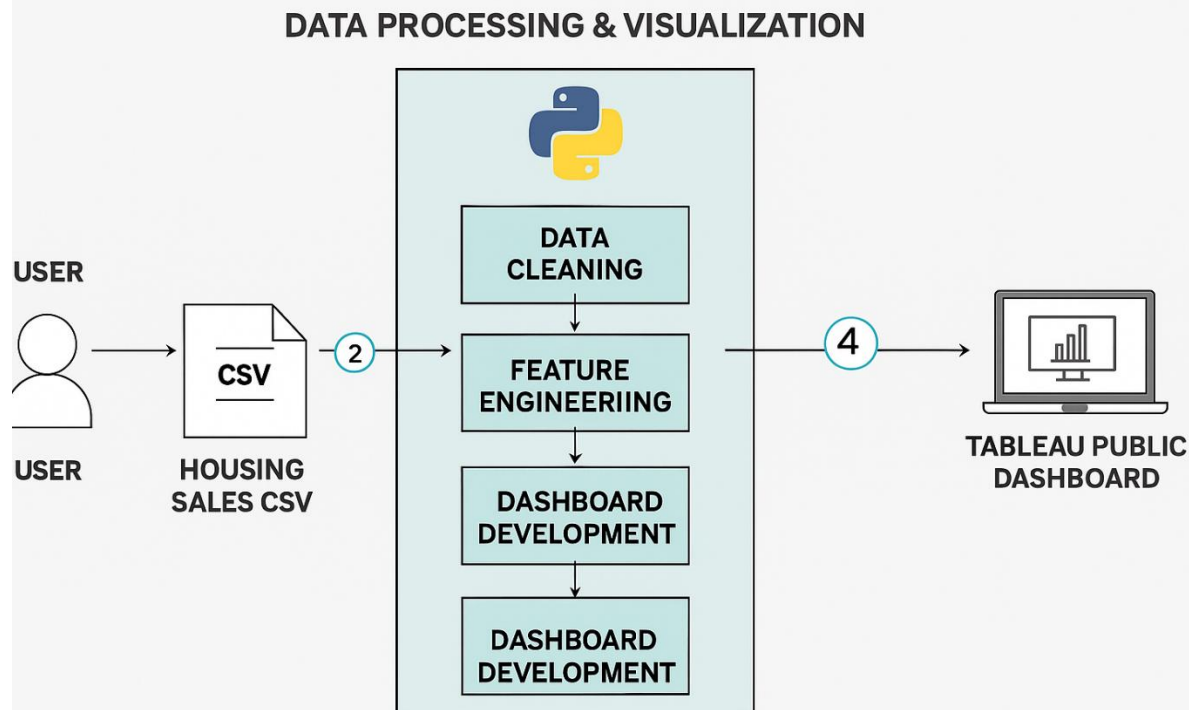 DATA PROCESSING & VISUALIZATION
USER
USER
CSV
HOUSING
SALES CSV
2
DATA
CLEANING
FEATURE
ENGINEERIING
DASHBOARD
DEVELOPMENT
DASHBOARD
DEVELOPMENT
4
TABLEAU PUBLIC
DASHBOARD